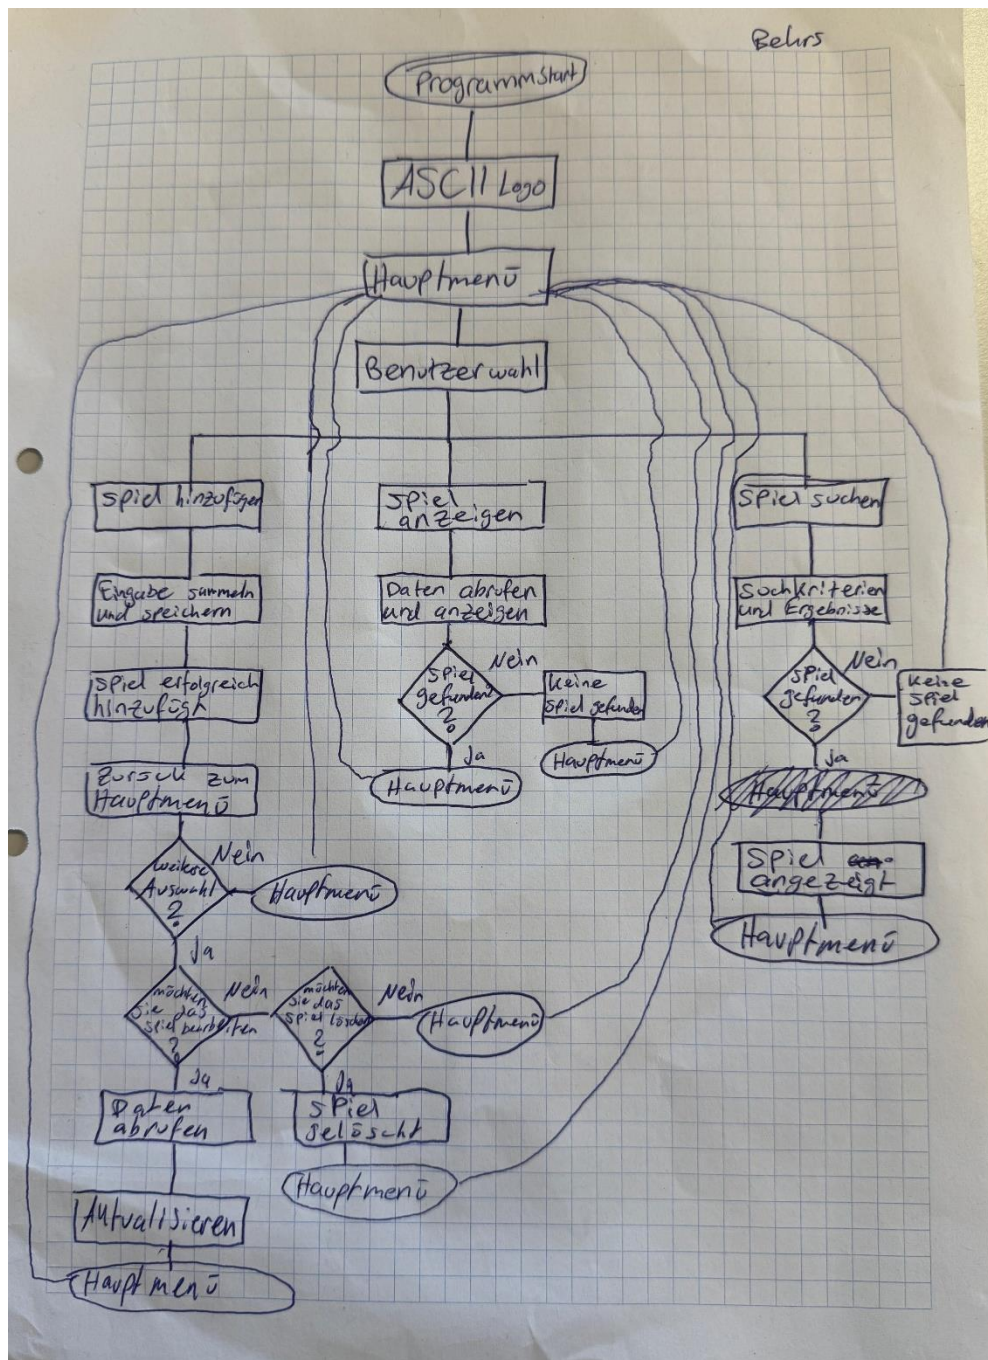 Behrs
Programmstart
ASCII Logo
Hauptmenü
Benutzerwahl
Spiel hinzufügen
Eingabe sammeln
und speichern
Spiel erfolgreich
hinzufügt
Zurück zum
Hauptmenü
weitere
Auswahl
?
Nein
Hauptmenü
Ja
möchten
Sie das
Spiel bearbeiten
?
Nein
Ja
Daten
abrufen
Aktualisieren
Hauptmenü
möchten
Sie das
Spiel löschen
?
Nein
Hauptmenü
Ja
Spiel
gelöscht
Hauptmenü
Spiel
anzeigen
Daten abrufen
und anzeigen
Spiel
gefunden
?
Nein
Keine
Spiel gefunden
Hauptmenü
Ja
Hauptmenü
Spiel suchen
Suchkriterien
und Ergebnisse
Spiel
gefunden
?
Nein
Keine
Spiel
gefunden
Ja
Spiel
angezeigt
Hauptmenü